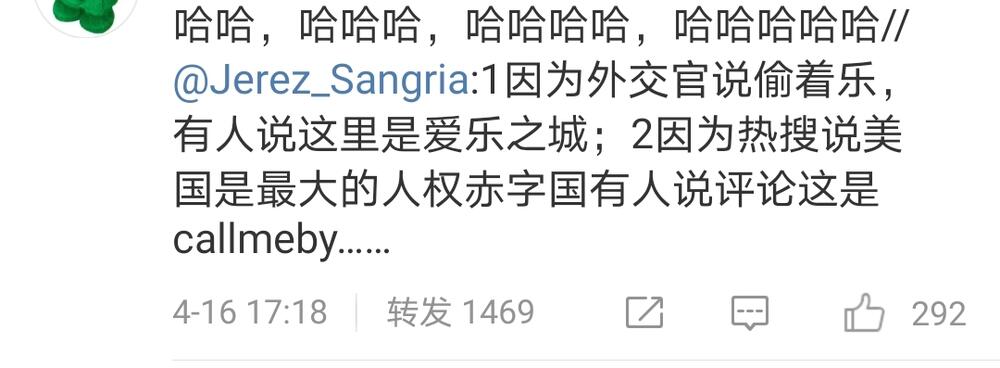 哈哈，哈哈哈，哈哈哈哈，哈哈哈哈哈//
@Jerez_Sangria:1因为外交官说偷着乐，
有人说这里是爱乐之城；2因为热搜说美
国是最大的人权赤字国有人说评论这是
callmeby……
4-16 17:18 转发 1469 292